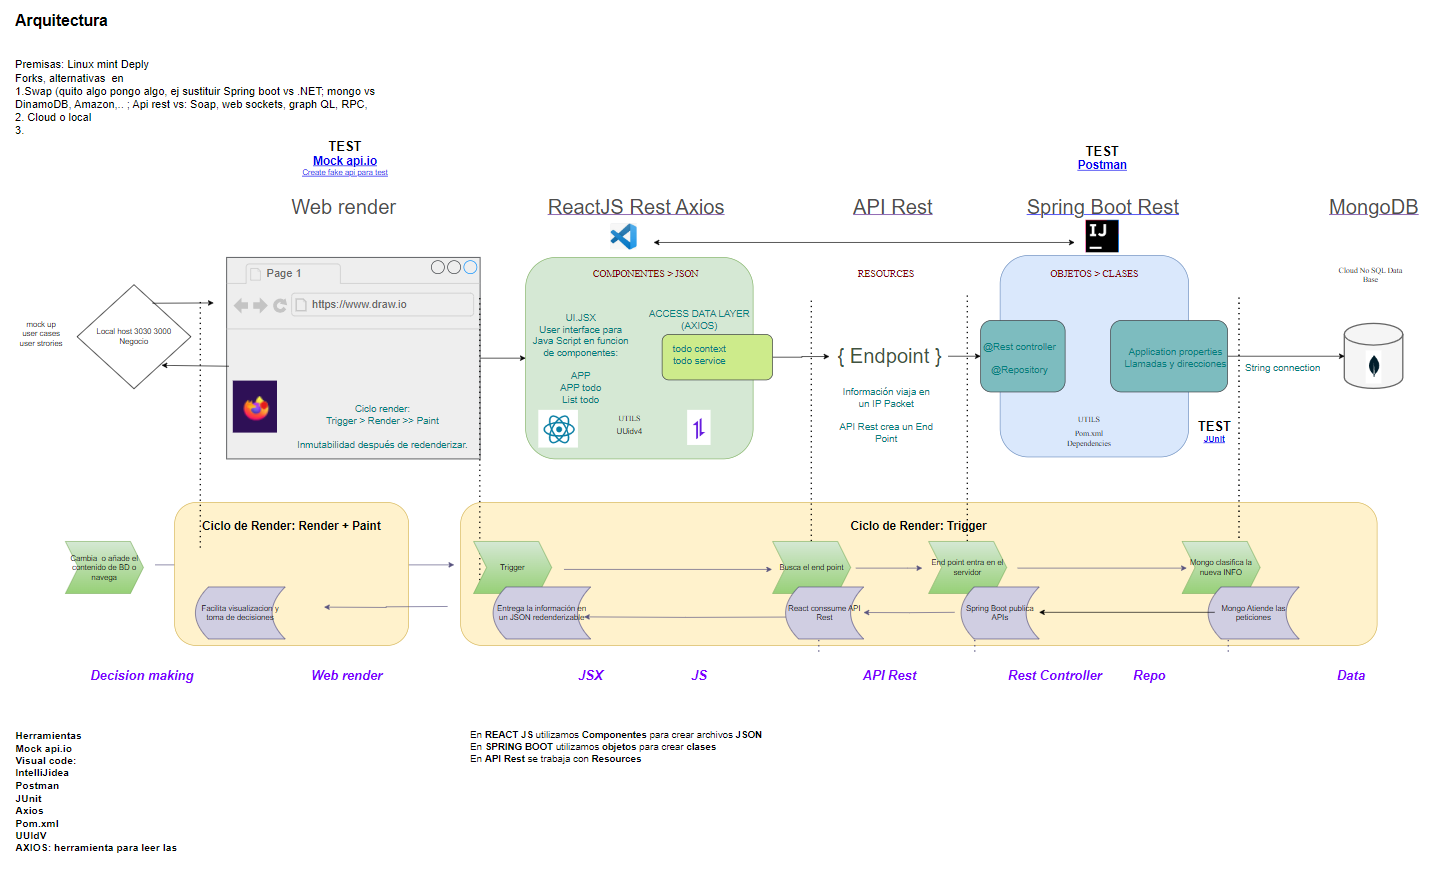 Arquitectura
Premisas: Linux mint Deply
Forks, alternativas  en
1.Swap (quito algo pongo algo, ej sustituir Spring boot vs .NET; mongo vs
DinamoDB, Amazon,.. ; Api rest vs: Soap, web sockets, graph QL, RPC,
2. Cloud o local
3.
TEST
Mock api.io
Create fake api para test
TEST
Postman
Web render
ReactJS Rest Axios
API Rest
Spring Boot Rest
MongoDB
IJ
Page 1
https://www.draw.io
COMPONENTES > JSON
RESOURCES
OBJETOS > CLASES
Cloud No SQL Data
Base
mock up
user cases
user strories
Local host 3030 3000
Negocio
UI.JSX
User interface para
Java Script en funcion
de componentes:
APP
APP todo
List todo
ACCESS DATA LAYER
(AXIOS)
todo context
todo service
UTILS
UUidv4
{ Endpoint }
Información viaja en
un IP Packet
API Rest crea un End
Point
@Rest controller
@Repository
Application properties
Llamadas y direcciones
UTILS
Pom.xml
Dependencies
String connection
TEST
JUnit
Ciclo render:
Trigger > Render >> Paint
Inmutabilidad después de redenderizar.
Ciclo de Render: Render + Paint
Ciclo de Render: Trigger
Cambia  o añade el
contenido de BD o
navega
Trigger
Busca el end point
End point entra en el
servidor
Mongo clasifica la
nueva INFO
Facilita visualizacion y
toma de decisiones
Entrega la información en
un JSON redenderizable
React conssume API
Rest
Spring Boot publica
APIs
Mongo Atiende las
peticiones
Decision making
Web render
JSX
JS
API Rest
Rest Controller
Repo
Data
Herramientas
Mock api.io
Visual code:
IntelliJidea
Postman
JUnit
Axios
Pom.xml
UUIdV
AXIOS: herramienta para leer las
En REACT JS utilizamos Componentes para crear archivos JSON
En SPRING BOOT utilizamos objetos para crear clases
En API Rest se trabaja con Resources